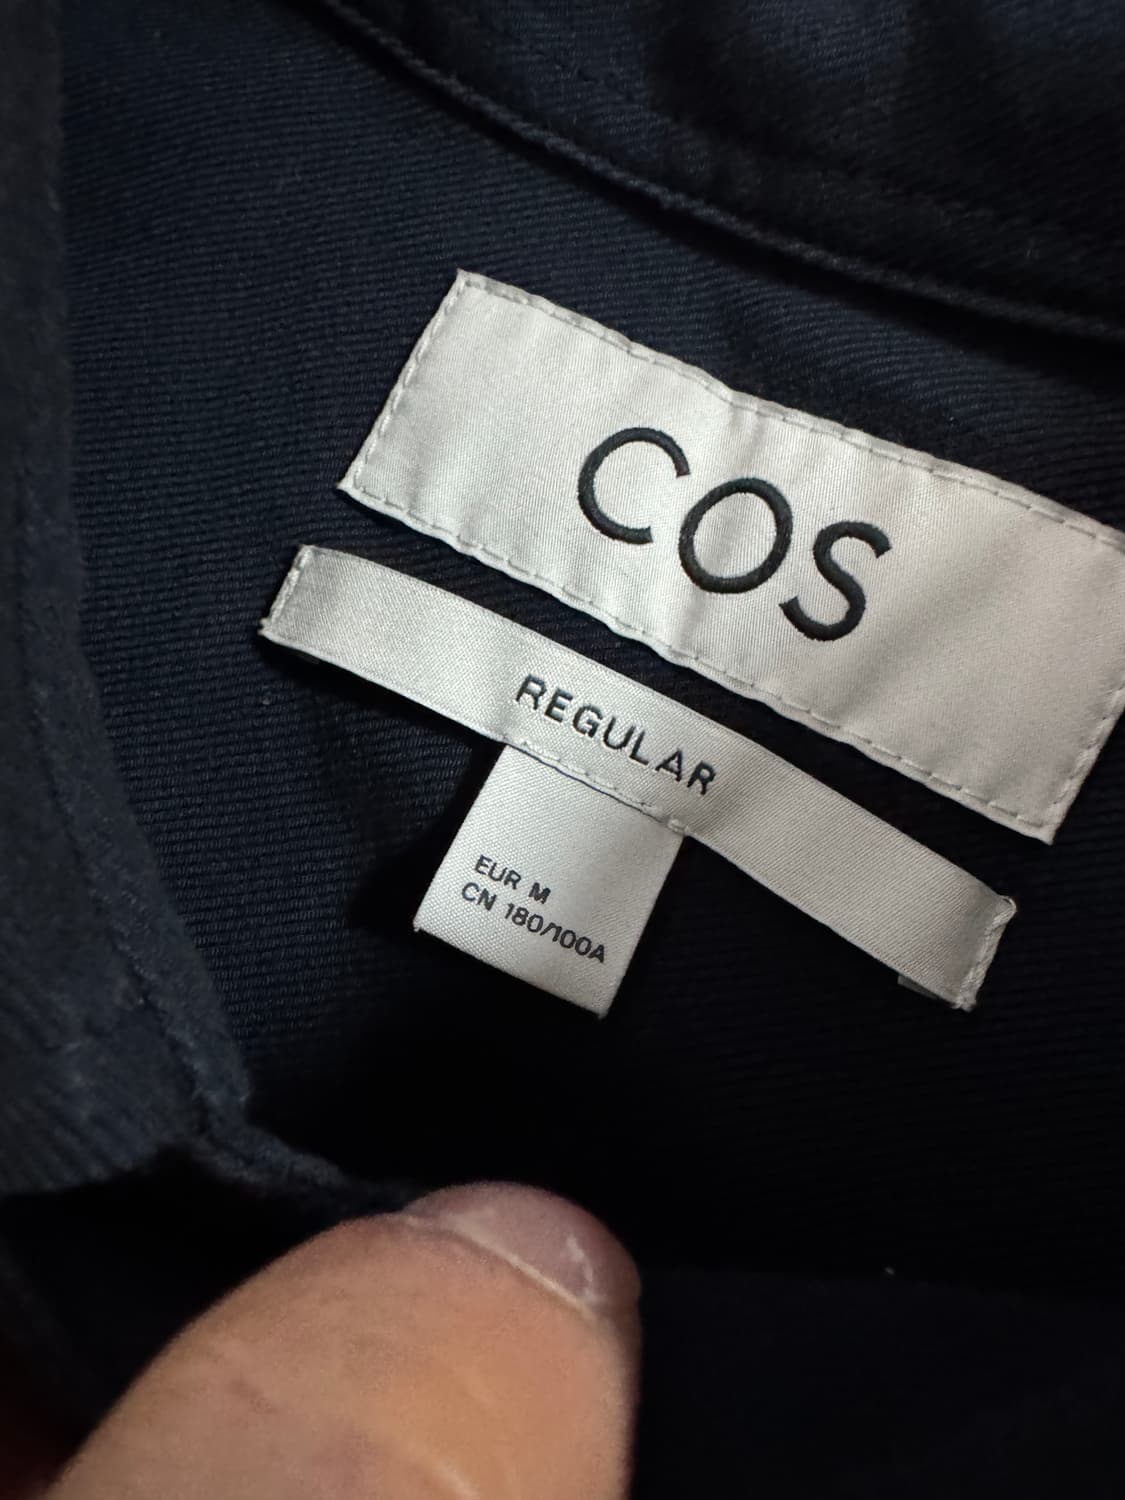 COS
REGULAR
EUR M
CN 180/100A